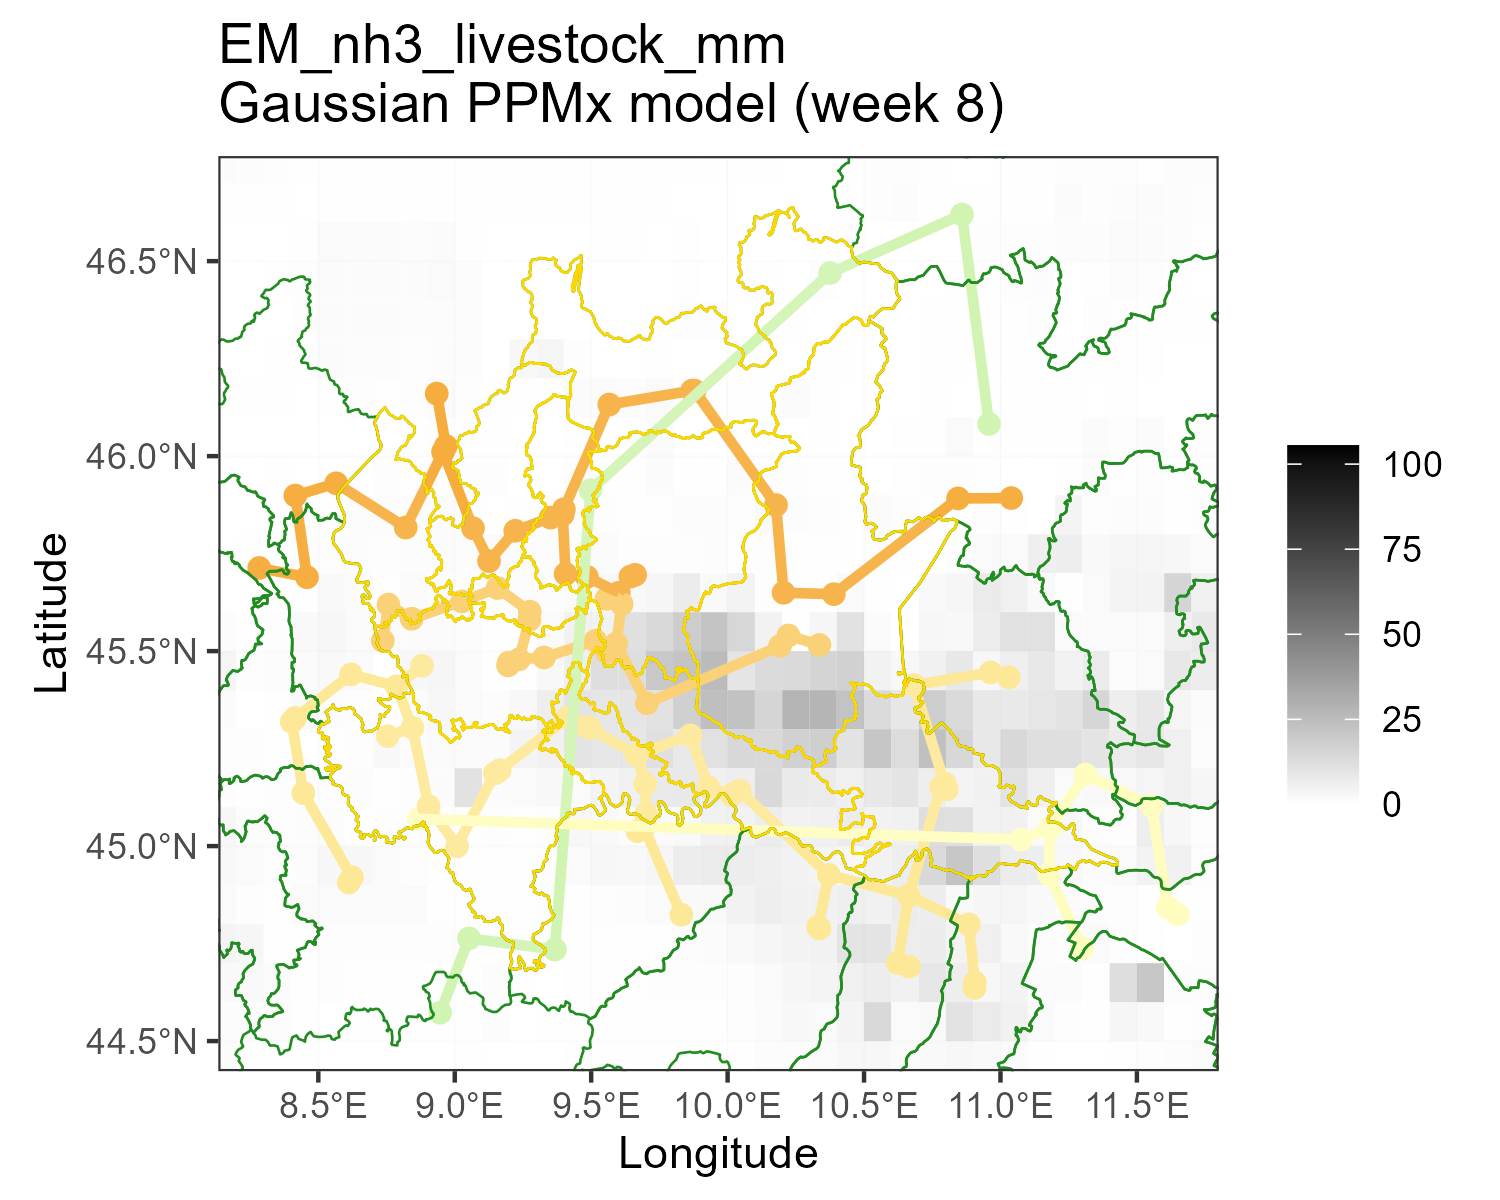 EM_nh3_livestock_mm
Gaussian PPMx model (week 8)
46.5°N
46.0°N
45.5°N
45.0°N
44.5°N
Latitude
8.5°E 9.0°E 9.5°E 10.0°E 10.5°E 11.0°E 11.5°E
Longitude
100
75
50
25
0